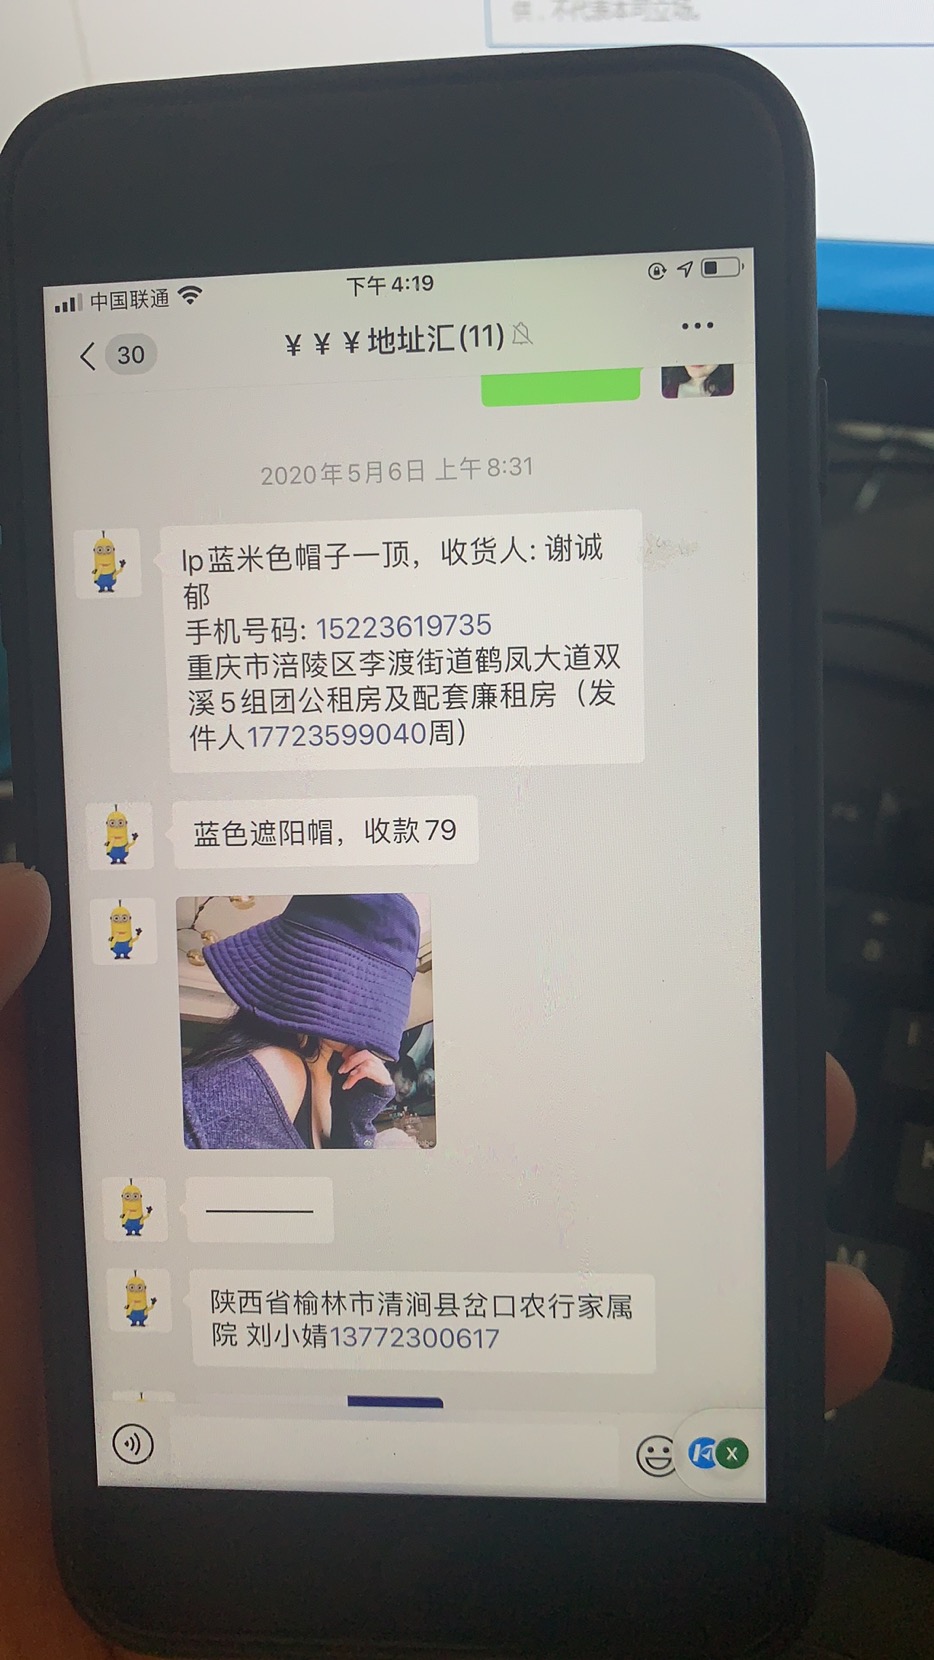 中国联通
下午4:19
30
¥ ¥ ¥地址汇(11)
2020年5月6日 上午8:31
lp蓝米色帽子一顶，收货人: 谢诚
郁
手机号码: 15223619735
重庆市涪陵区李渡街道鹤凤大道双
溪5组团公租房及配套廉租房（发
件人17723599040周）
蓝色遮阳帽，收款79
————
陕西省榆林市清涧县岔口农行家属
院 刘小婧13772300617
X